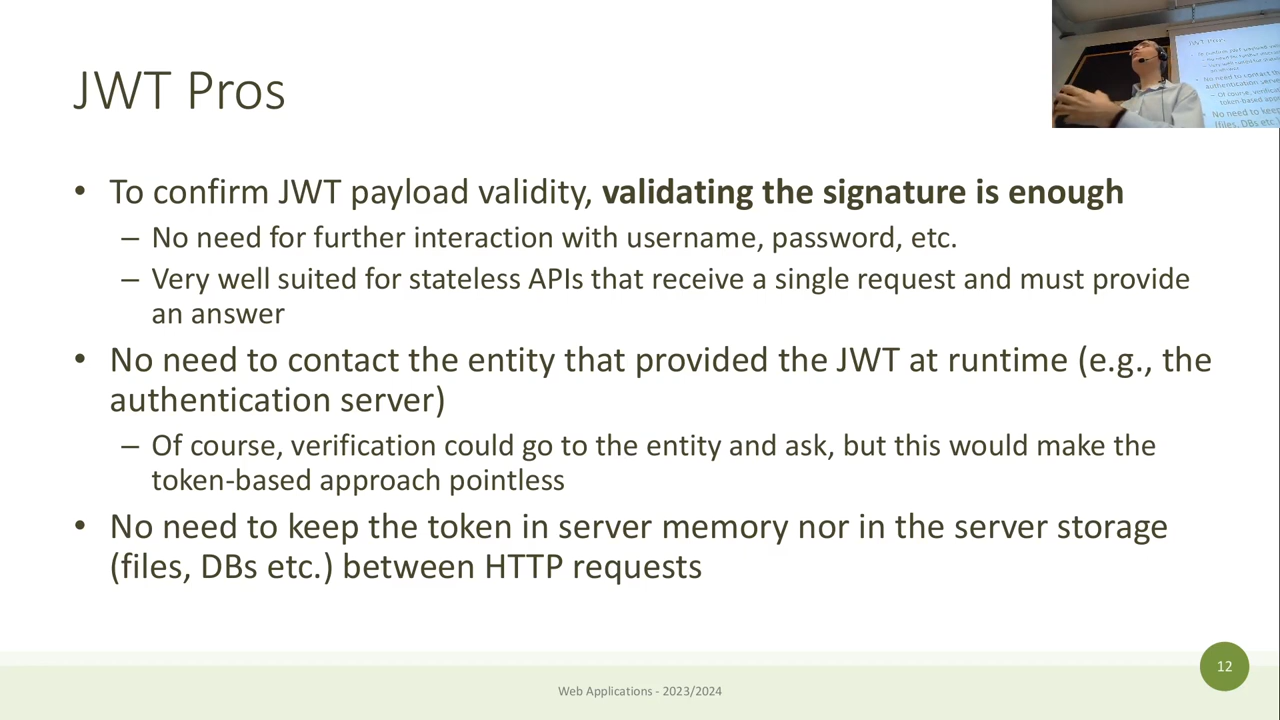 JWT Pros
• To confirm JWT payload validity, validating the signature is enough
– No need for further interaction with username, password, etc.
– Very well suited for stateless APIs that receive a single request and must provide
an answer
• No need to contact the entity that provided the JWT at runtime (e.g., the
authentication server)
– Of course, verification could go to the entity and ask, but this would make the
token-based approach pointless
• No need to keep the token in server memory nor in the server storage
(files, DBs etc.) between HTTP requests
Web Applications - 2023/2024
12